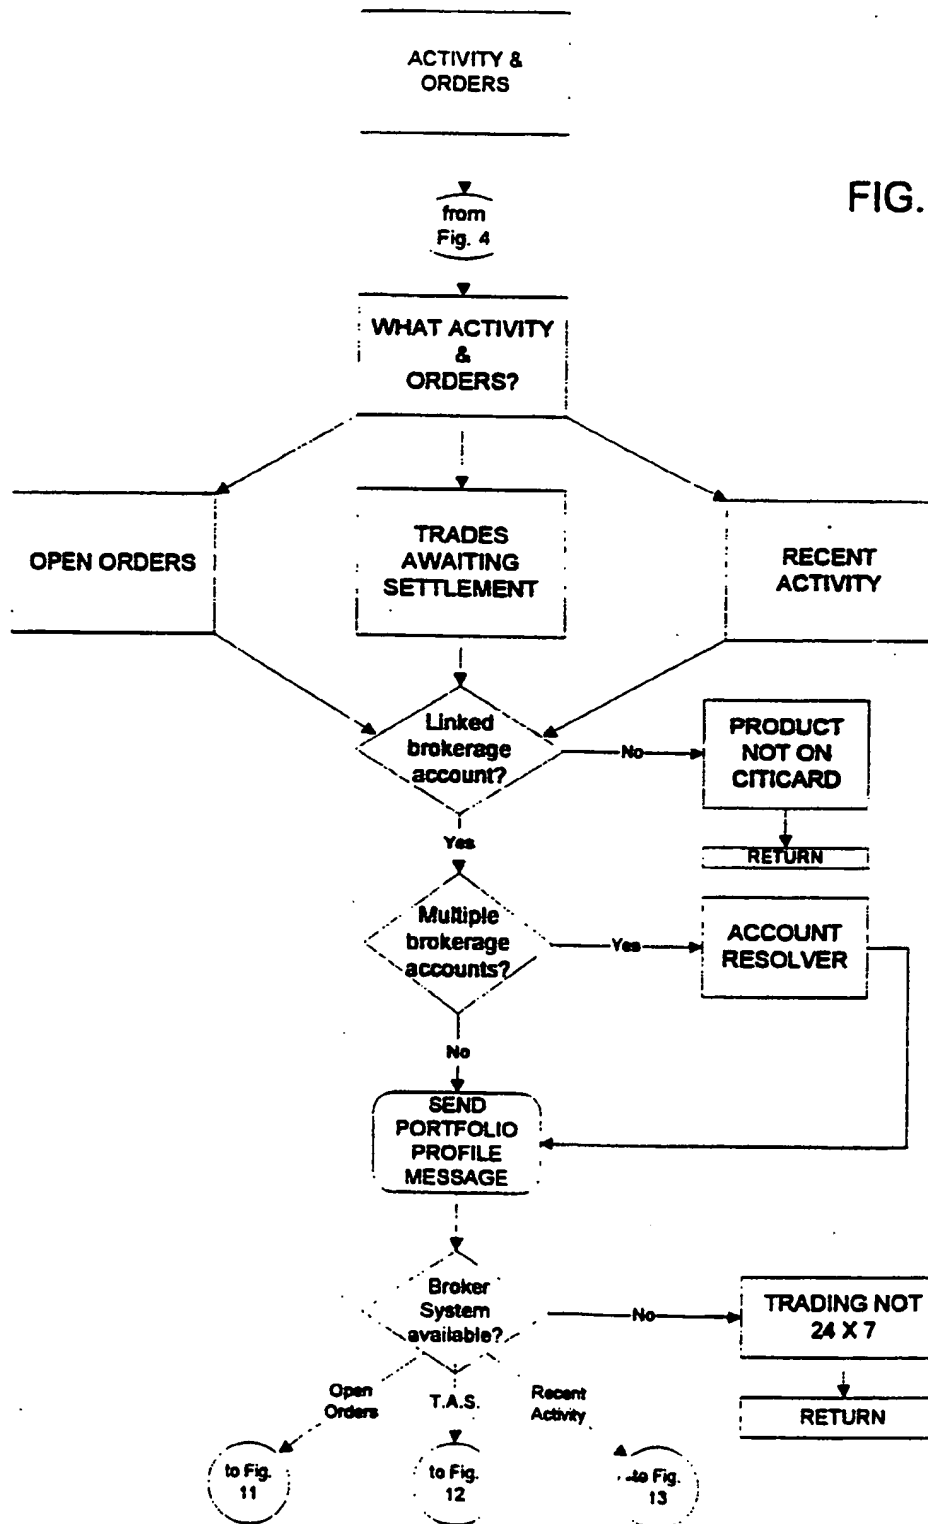 ACTIVITY &
ORDERS
FIG.
from
Fig. 4
WHAT ACTIVITY
&
ORDERS?
OPEN ORDERS
TRADES
AWAITING
SETTLEMENT
RECENT
ACTIVITY
Linked
brokerage
account?
No
PRODUCT
NOT ON
CITICARD
Yes
RETURN
Multiple
brokerage
accounts?
Yes
ACCOUNT
RESOLVER
No
SEND
PORTFOLIO
PROFILE
MESSAGE
Broker
System
available?
No
TRADING NOT
24 X 7
RETURN
Open
Orders
T.A.S.
Recent
Activity
to Fig.
11
to Fig.
12
to Fig.
13